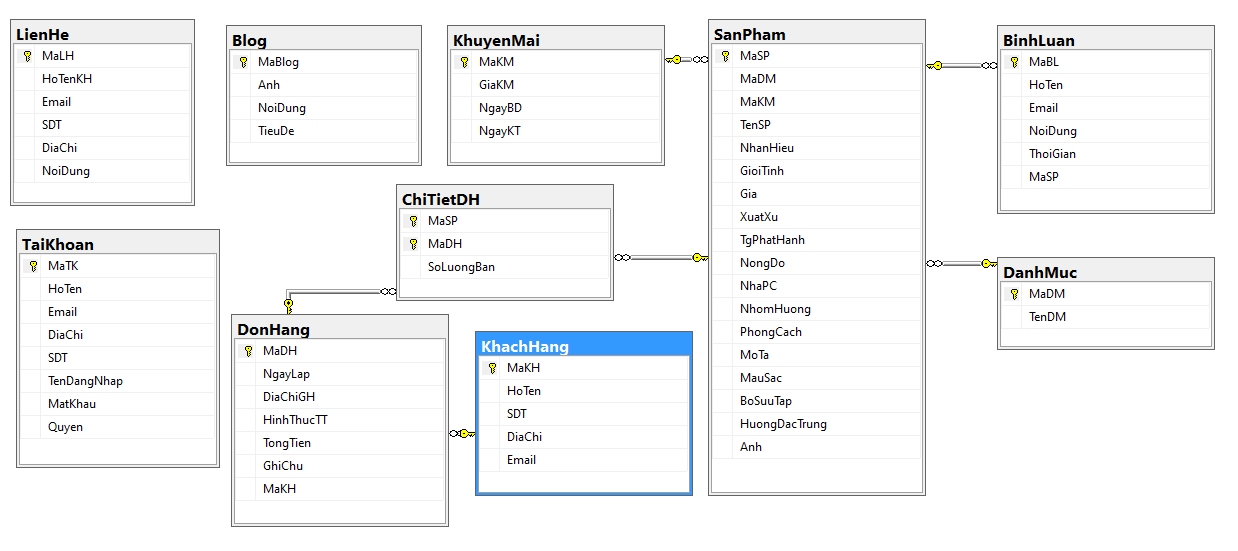 LienHe
MaLH
HoTenKH
Email
SDT
DiaChi
NoiDung
Blog
MaBlog
Anh
NoiDung
TieuDe
KhuyenMai
MaKM
GiaKM
NgayBD
NgayKT
SanPham
MaSP
MaDM
MaKM
TenSP
NhanHieu
GioiTinh
Gia
XuatXu
TgPhatHanh
NongDo
NhaPC
NhomHuong
PhongCach
MoTa
MauSac
BoSuuTap
HuongDacTrung
Anh
BinhLuan
MaBL
HoTen
Email
NoiDung
ThoiGian
MaSP
ChiTietDH
MaSP
MaDH
SoLuongBan
TaiKhoan
MaTK
HoTen
Email
DiaChi
SDT
TenDangNhap
MatKhau
Quyen
DonHang
MaDH
NgayLap
DiaChiGH
HinhThucTT
TongTien
GhiChu
MaKH
KhachHang
MaKH
HoTen
SDT
DiaChi
Email
DanhMuc
MaDM
TenDM